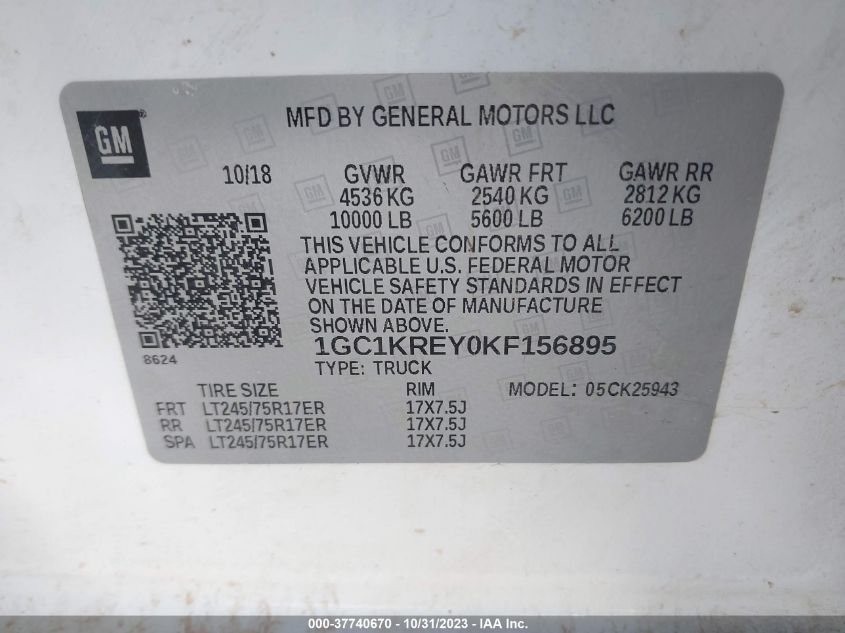 GM
MFD BY GENERAL MOTORS LLC
10/18 GVWR GAWR FRT GAWR RR
4536 KG 2540 KG 2812 KG
10000 LB 5600 LB 6200 LB
THIS VEHICLE CONFORMS TO ALL
APPLICABLE U.S. FEDERAL MOTOR
VEHICLE SAFETY STANDARDS IN EFFECT
ON THE DATE OF MANUFACTURE
SHOWN ABOVE.
8624
1GC1KREY0KF156895
TYPE: TRUCK
TIRE SIZE RIM MODEL: 05CK25943
FRT LT245/75R17ER 17X7.5J
RR LT245/75R17ER 17X7.5J
SPA LT245/75R17ER 17X7.5J
000-37740670 - 10/31/2023 - IAA Inc.